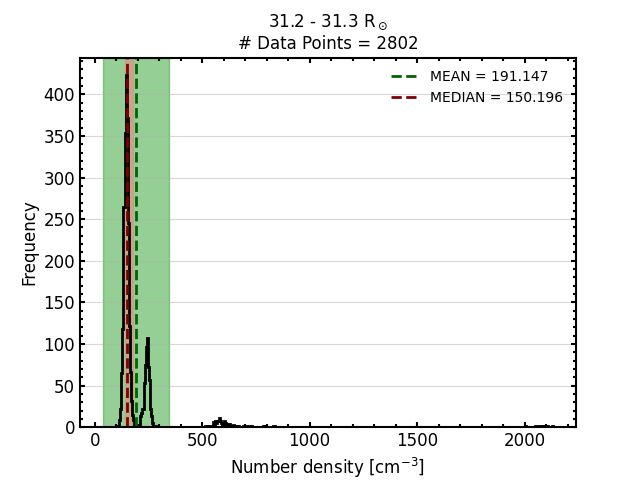 31.2 - 31.3 R⊙
# Data Points = 2802
MEAN = 191.147
MEDIAN = 150.196
400
350
300
250
200
150
100
50
0
Frequency
0 500 1000 1500 2000
Number density [cm⁻³]